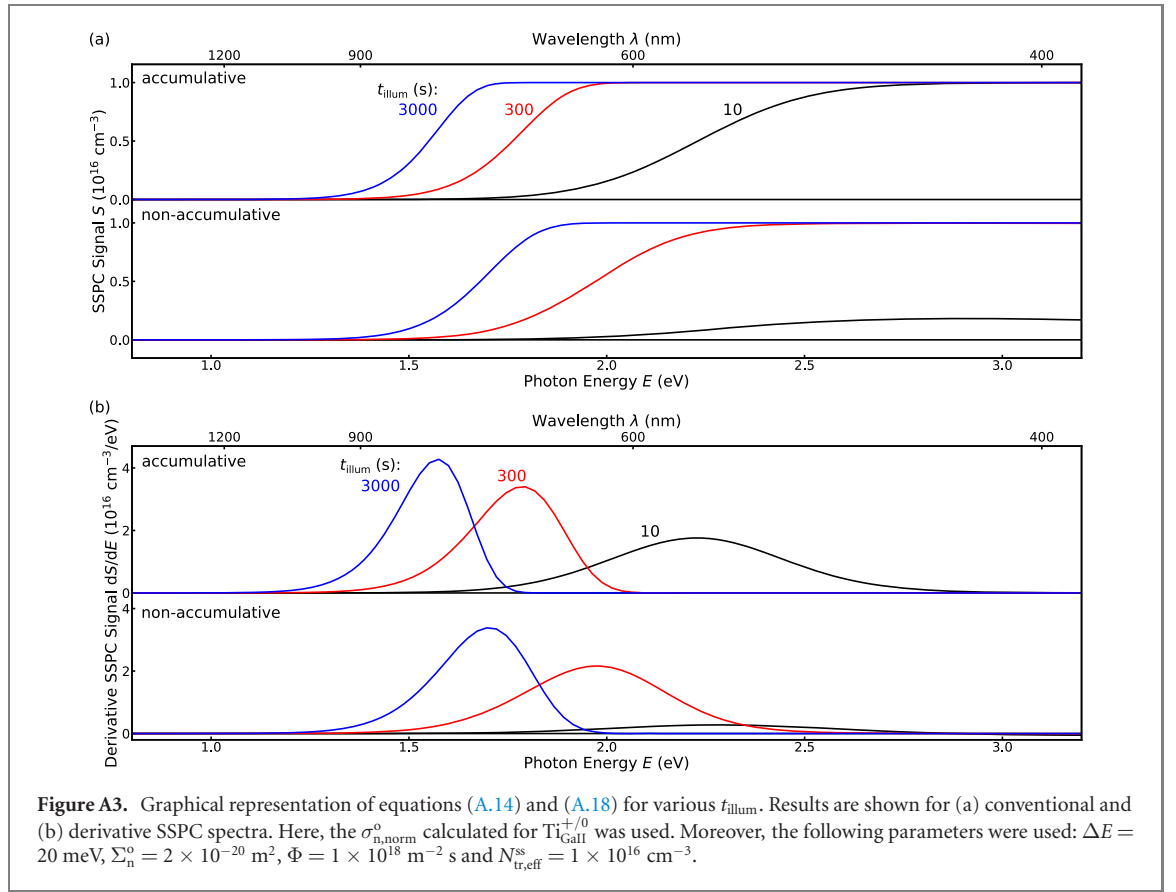 (a)
Wavelength λ (nm)
1200 900 600 400
accumulative
t_illum (s):
3000
300
10
1.0
0.5
0.0
non-accumulative
1.0
0.5
0.0
SSPC Signal S (10^16 cm^−3)
1.0 1.5 2.0 2.5 3.0
Photon Energy E (eV)
(b)
Wavelength λ (nm)
1200 900 600 400
accumulative
t_illum (s):
3000
300
10
4
2
0
non-accumulative
4
2
0
Derivative SSPC Signal dS/dE (10^16 cm^−3/eV)
1.0 1.5 2.0 2.5 3.0
Photon Energy E (eV)
Figure A3. Graphical representation of equations (A.14) and (A.18) for various t_illum. Results are shown for (a) conventional and
(b) derivative SSPC spectra. Here, the σ^o_n,norm calculated for Ti^+/0_GaII was used. Moreover, the following parameters were used: ΔE =
20 meV, Σ^o_n = 2 × 10^−20 m^2, Φ = 1 × 10^18 m^−2 s and N^ss_tr,eff = 1 × 10^16 cm^−3.